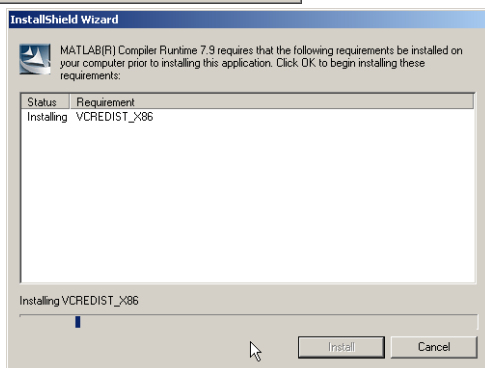 InstallShield Wizard
MATLAB(R) Compiler Runtime 7.9 requires that the following requirements be installed on
your computer prior to installing this application. Click OK to begin installing these
requirements:
Status Requirement
Installing VCREDIST_X86
Installing VCREDIST_X86
Install Cancel